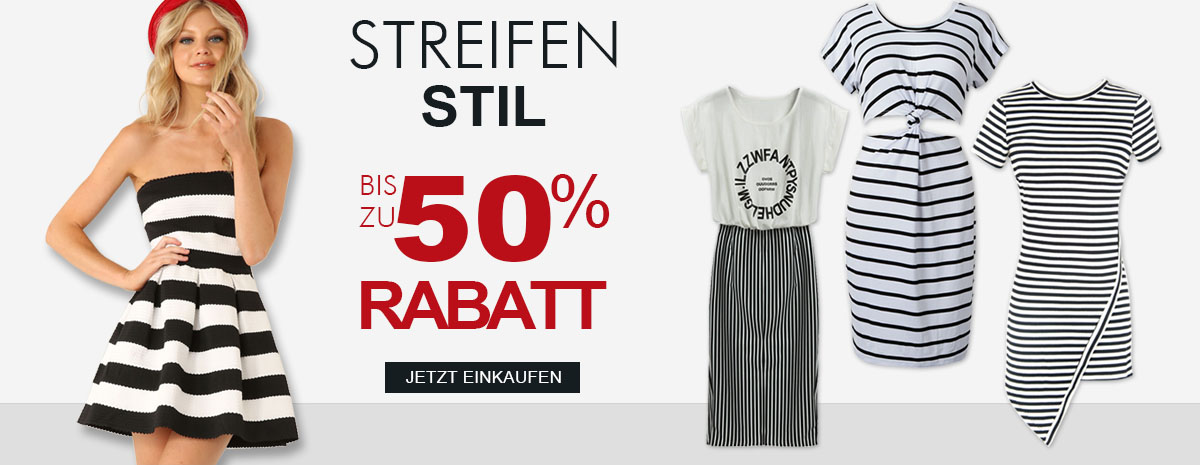 STREIFEN
STIL
BIS
ZU
50%
RABATT
JETZT EINKAUFEN